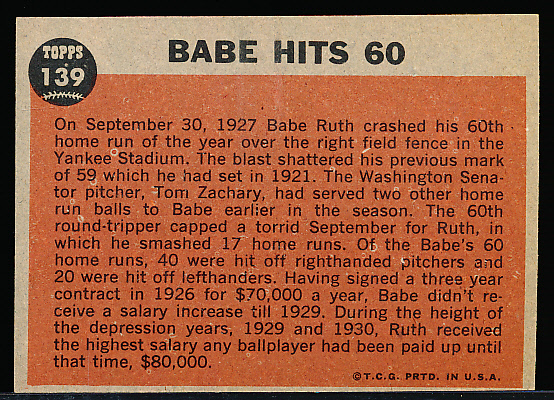 TOPPS
139
BABE HITS 60
On September 30, 1927 Babe Ruth crashed his 60th
home run of the year over the right field fence in the
Yankee Stadium. The blast shattered his previous mark
of 59 which he had set in 1921. The Washington Sena-
tor pitcher, Tom Zachary, had served two other home
run balls to Babe earlier in the season. The 60th
round-tripper capped a torrid September for Ruth, in
which he smashed 17 home runs. Of the Babe's 60
home runs, 40 were hit off righthanded pitchers and
20 were hit off lefthanders. Having signed a three year
contract in 1926 for $70,000 a year, Babe didn't re-
ceive a salary increase till 1929. During the height of
the depression years, 1929 and 1930, Ruth received
the highest salary any ballplayer had been paid up until
that time, $80,000.
©T.C.G. PRTD. IN U.S.A.